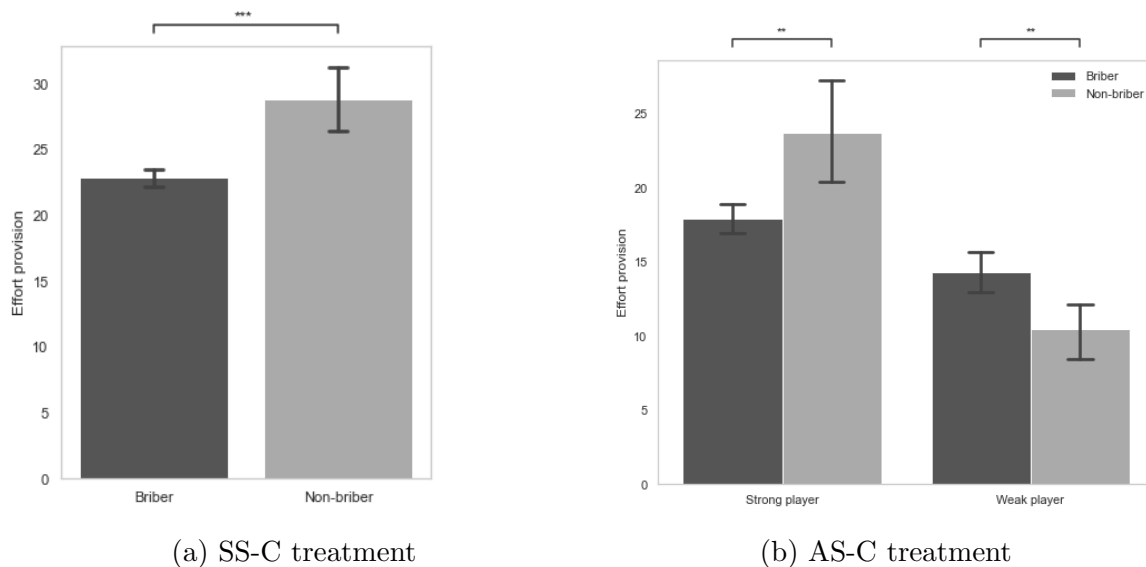 ***
30
25
20
15
10
5
0
Effort provision
Briber Non-briber
(a) SS-C treatment
** **
Briber
Non-briber
25
20
15
10
5
0
Effort provision
Strong player Weak player
(b) AS-C treatment